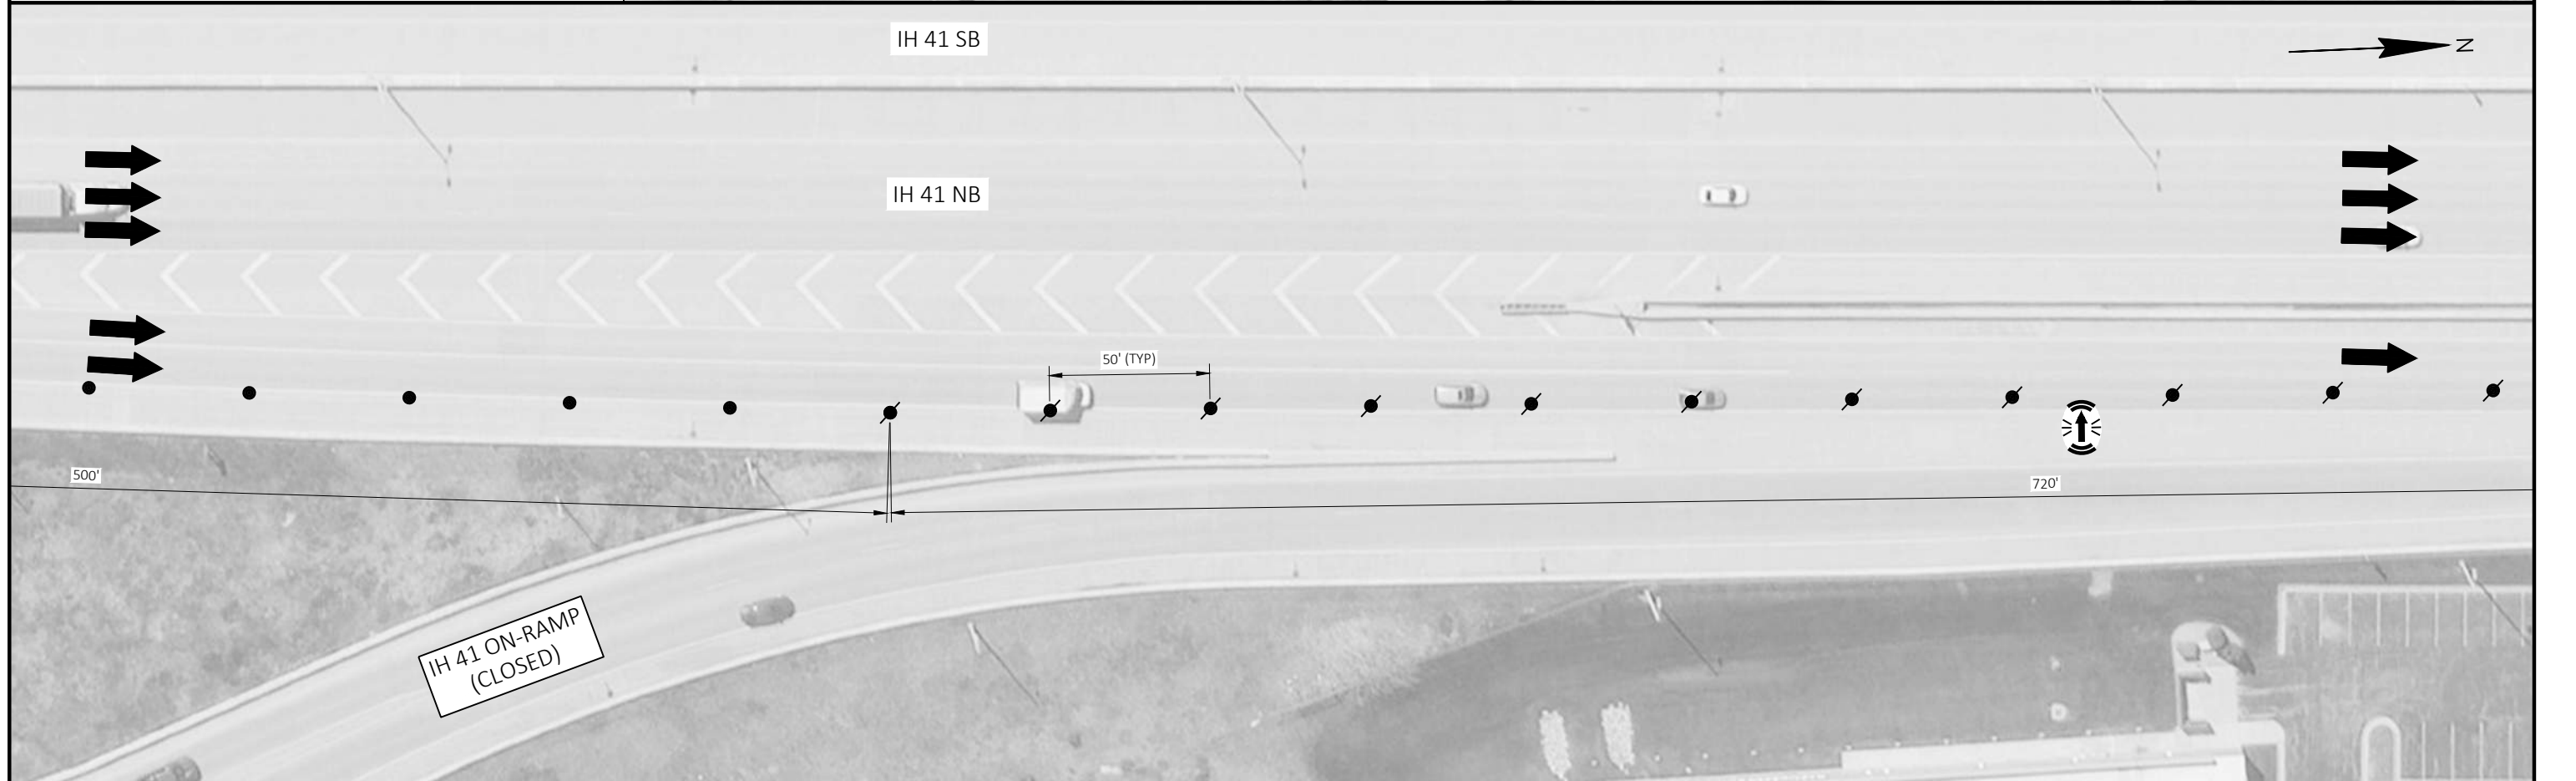 IH 41 SB
N
IH 41 NB
50' (TYP)
500'
720'
IH 41 ON-RAMP
(CLOSED)